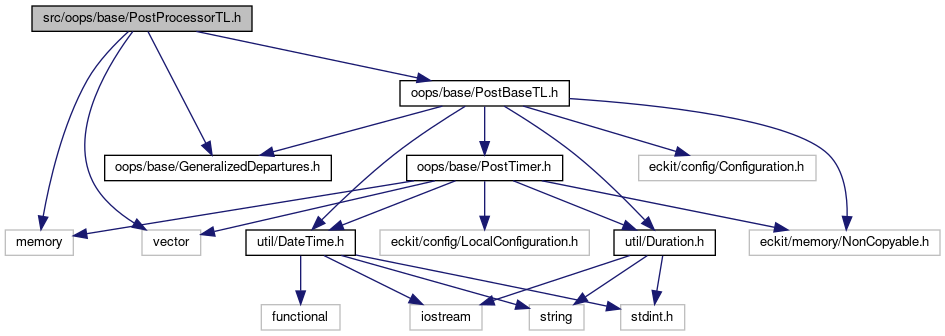 src/oops/base/PostProcessorTL.h
oops/base/PostBaseTL.h
oops/base/GeneralizedDepartures.h
oops/base/PostTimer.h
eckit/config/Configuration.h
memory
vector
util/DateTime.h
eckit/config/LocalConfiguration.h
util/Duration.h
eckit/memory/NonCopyable.h
functional
iostream
string
stdint.h